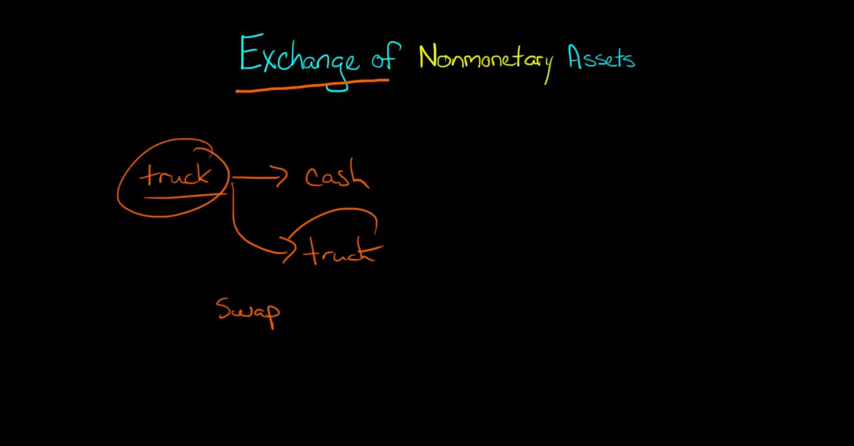 Exchange of Nonmonetary Assets
truck → cash
truck
Swap